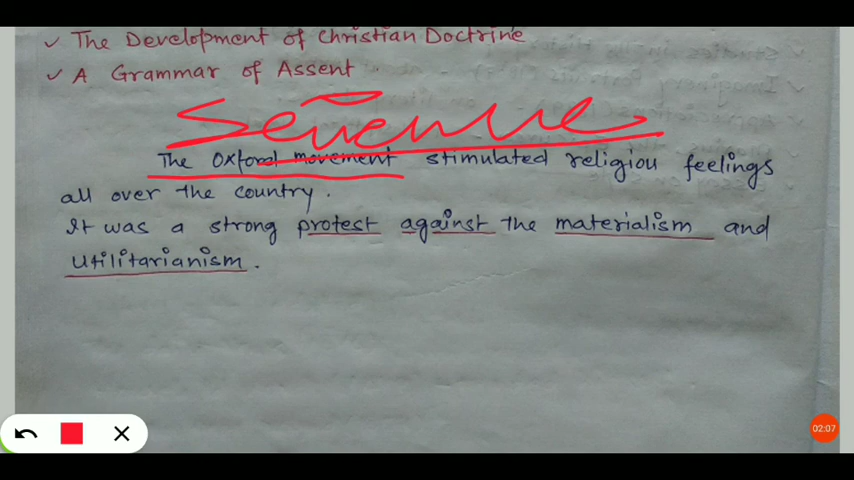 ✓ The Development of Christian Doctrine
✓ A Grammar of Assent
The Oxford movement stimulated religiou feelings
all over the country.
It was a strong protest against the materialism and
Utilitarianism.
02:07